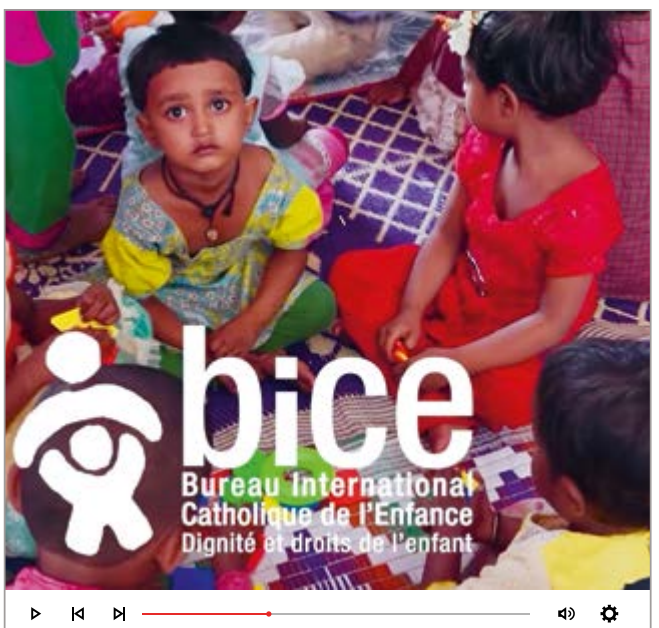 bice
Bureau International
Catholique de l'Enfance
Dignité et droits de l'enfant